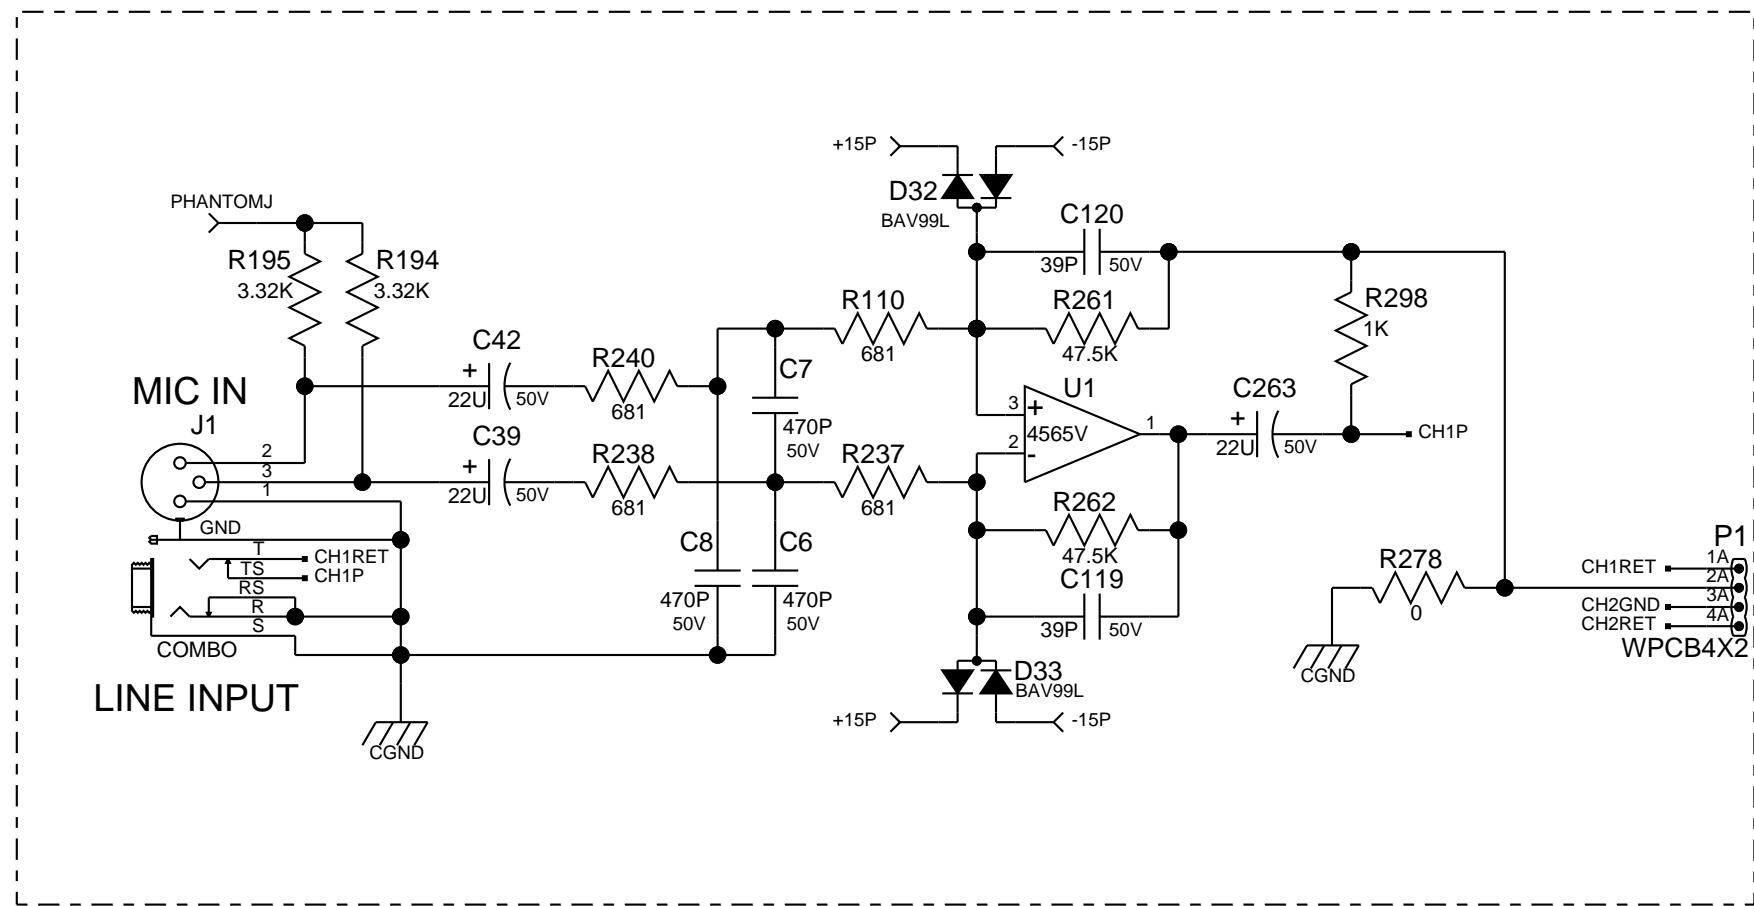 +15P
-15P
D32
BAV99L
PHANTOMJ
C120
39P
50V
R195
3.32K
R194
3.32K
R110
681
R261
47.5K
R298
1K
C42
+
22U
50V
R240
681
C7
470P
50V
MIC IN
J1
2
3
1
C39
+
22U
50V
R238
681
R237
681
U1
3
+
4565V
2
-
1
C263
+
22U
50V
CH1P
GND
T
CH1RET
TS
CH1P
RS
R
S
COMBO
LINE INPUT
C8
470P
50V
C6
470P
50V
R262
47.5K
C119
39P
50V
D33
BAV99L
+15P
-15P
CGND
R278
0
CGND
P1
CH1RET
1A
2A
CH2GND
3A
CH2RET
4A
WPCB4X2